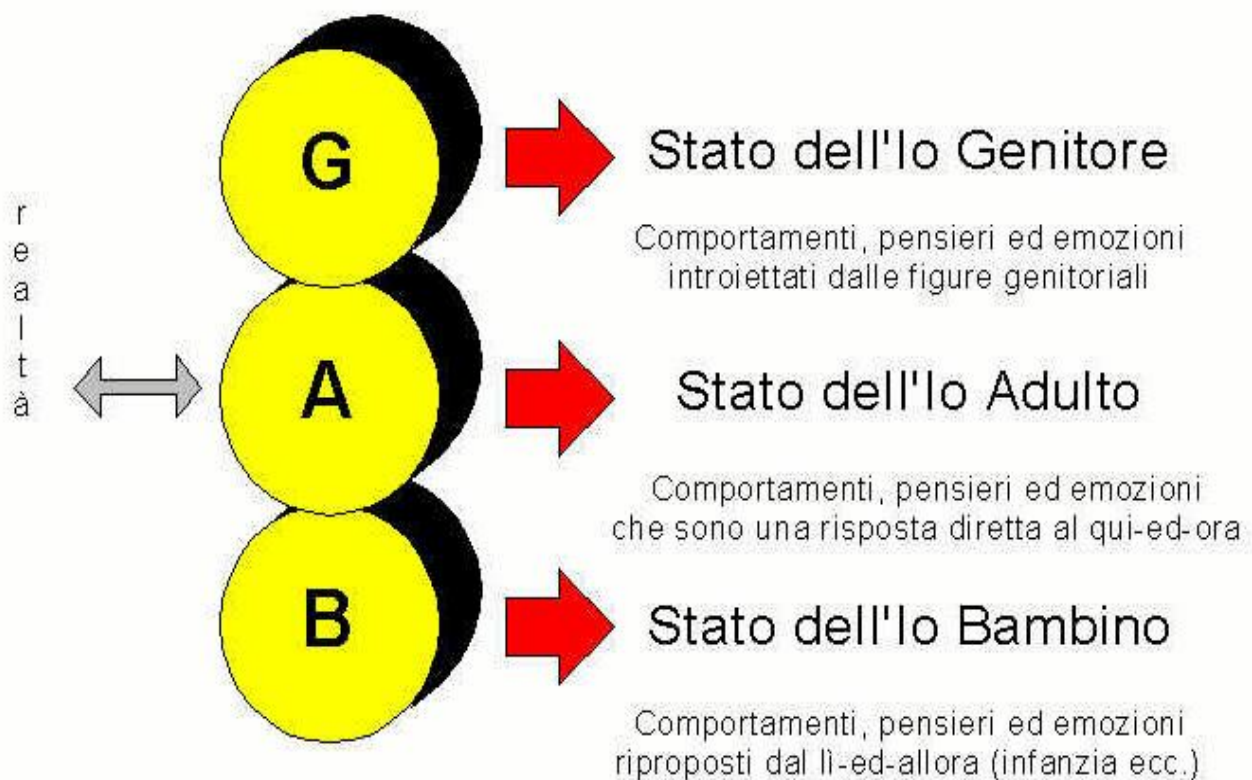 realtà
G
Stato dell'Io Genitore
Comportamenti, pensieri ed emozioni
introiettati dalle figure genitoriali
A
Stato dell'Io Adulto
Comportamenti, pensieri ed emozioni
che sono una risposta diretta al qui-ed-ora
B
Stato dell'Io Bambino
Comportamenti, pensieri ed emozioni
riproposti dal lì-ed-allora (infanzia ecc.)